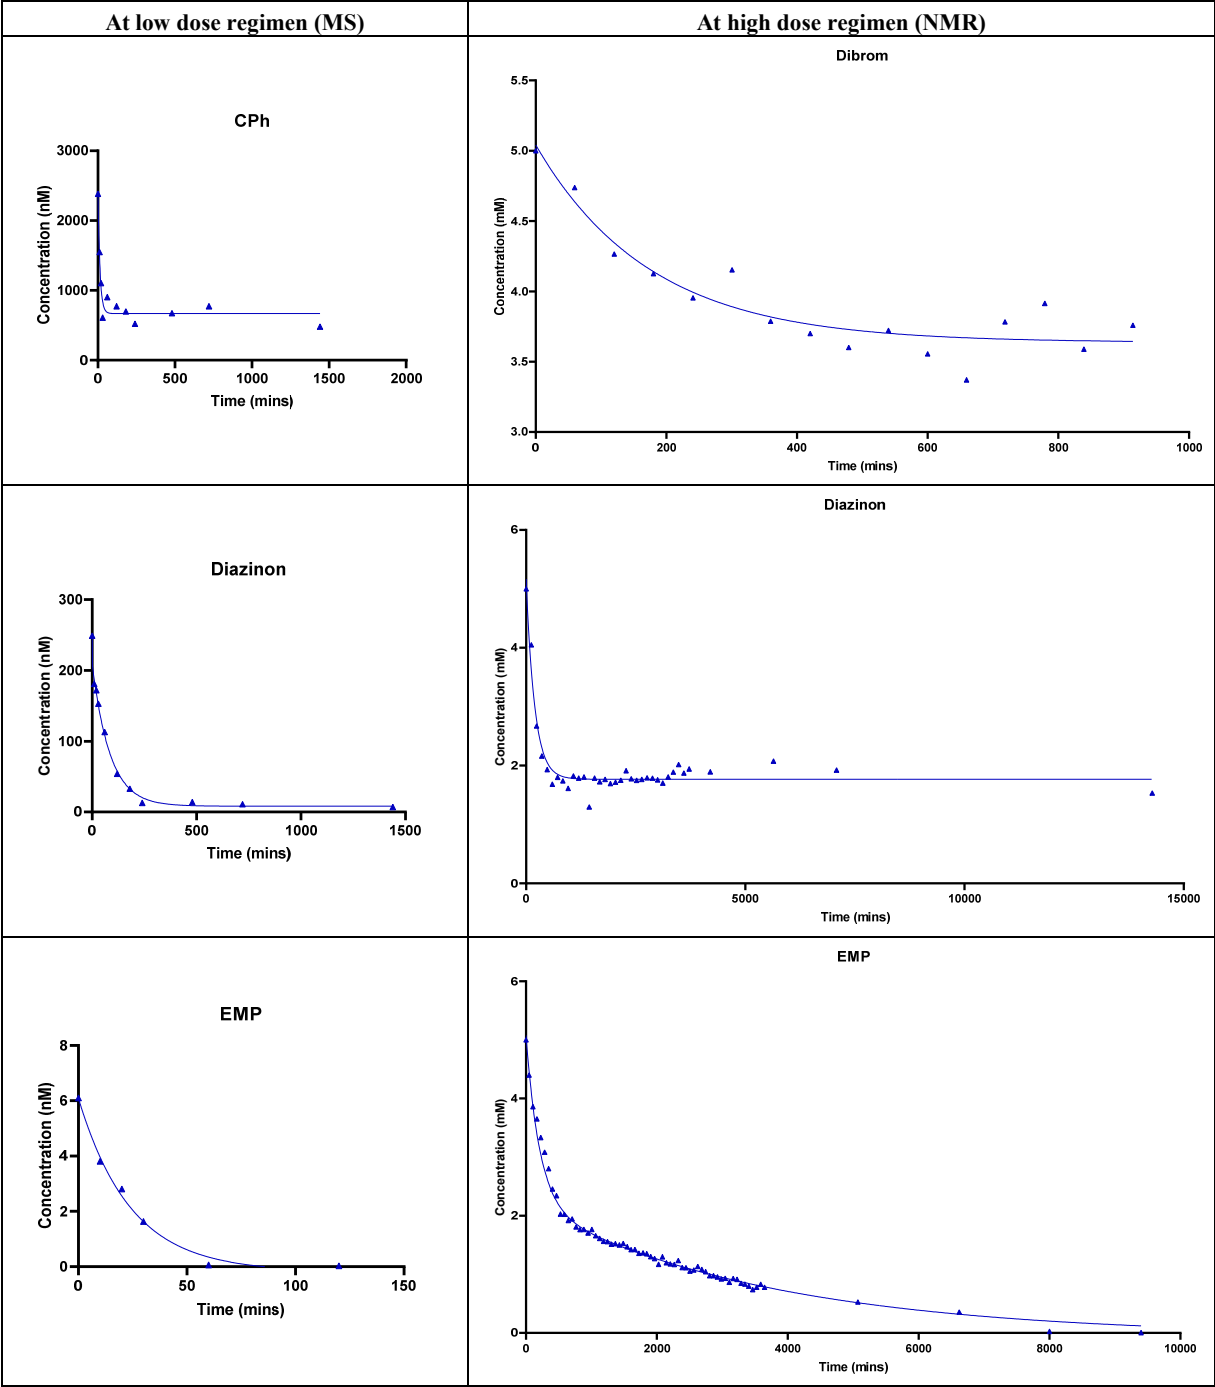 At low dose regimen (MS)
At high dose regimen (NMR)
CPh
Concentration (nM)
3000
2000
1000
0
0 500 1000 1500 2000
Time (mins)
Dibrom
Concentration (mM)
5.5
5.0
4.5
4.0
3.5
3.0
0 200 400 600 800 1000
Time (mins)
Diazinon
Concentration (nM)
300
200
100
0
0 500 1000 1500
Time (mins)
Diazinon
Concentration (mM)
6
4
2
0
0 5000 10000 15000
Time (mins)
EMP
Concentration (nM)
8
6
4
2
0
0 50 100 150
Time (mins)
EMP
Concentration (mM)
6
4
2
0
0 2000 4000 6000 8000 10000
Time (mins)